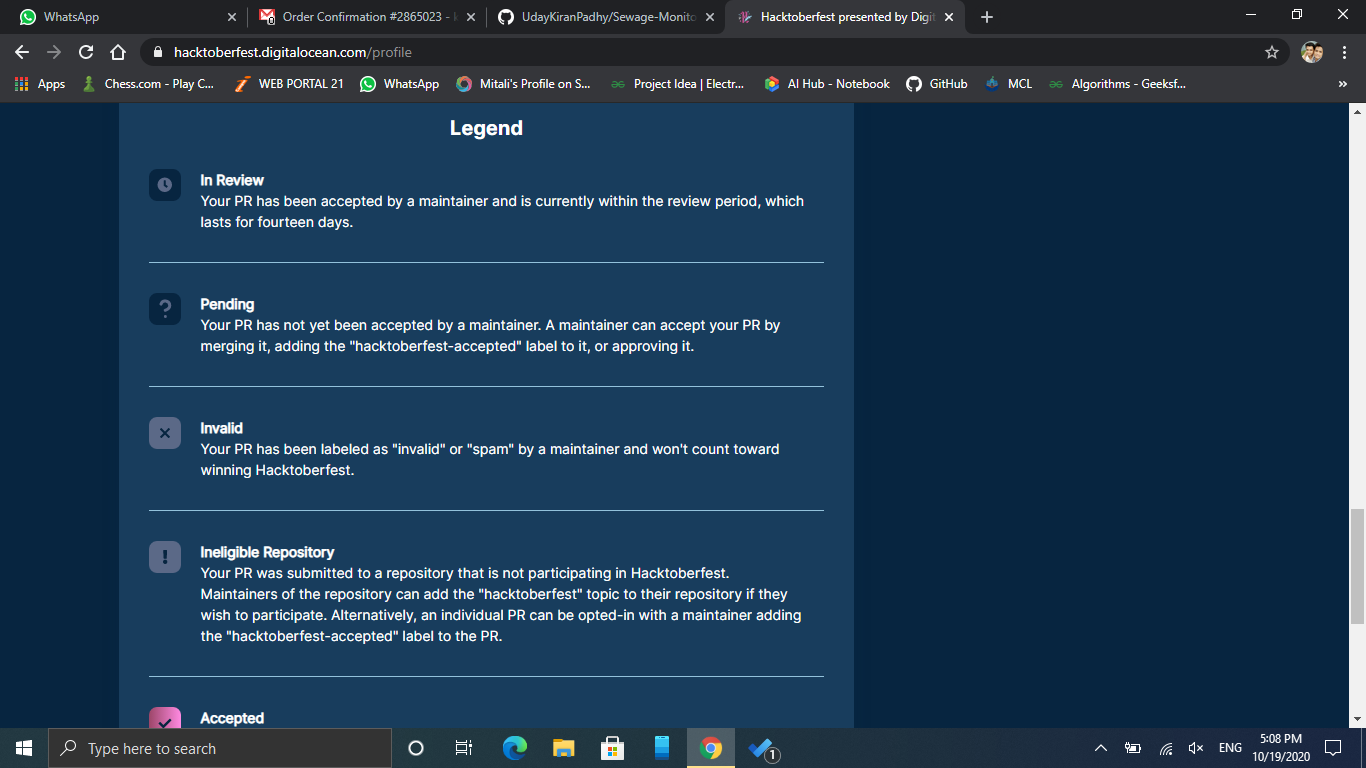 WhatsApp
Order Confirmation #2865023 -
UdayKiranPadhy/Sewage-Monito
Hacktoberfest presented by Digit
hacktoberfest.digitalocean.com/profile
Apps
Chess.com - Play C...
WEB PORTAL 21
WhatsApp
Mitali's Profile on S...
Project Idea | Electr...
AI Hub - Notebook
GitHub
MCL
Algorithms - Geeksf...
Legend
In Review
Your PR has been accepted by a maintainer and is currently within the review period, which
lasts for fourteen days.
Pending
Your PR has not yet been accepted by a maintainer. A maintainer can accept your PR by
merging it, adding the "hacktoberfest-accepted" label to it, or approving it.
Invalid
Your PR has been labeled as "invalid" or "spam" by a maintainer and won't count toward
winning Hacktoberfest.
Ineligible Repository
Your PR was submitted to a repository that is not participating in Hacktoberfest.
Maintainers of the repository can add the "hacktoberfest" topic to their repository if they
wish to participate. Alternatively, an individual PR can be opted-in with a maintainer adding
the "hacktoberfest-accepted" label to the PR.
Accepted
Type here to search
1
ENG
5:08 PM
10/19/2020